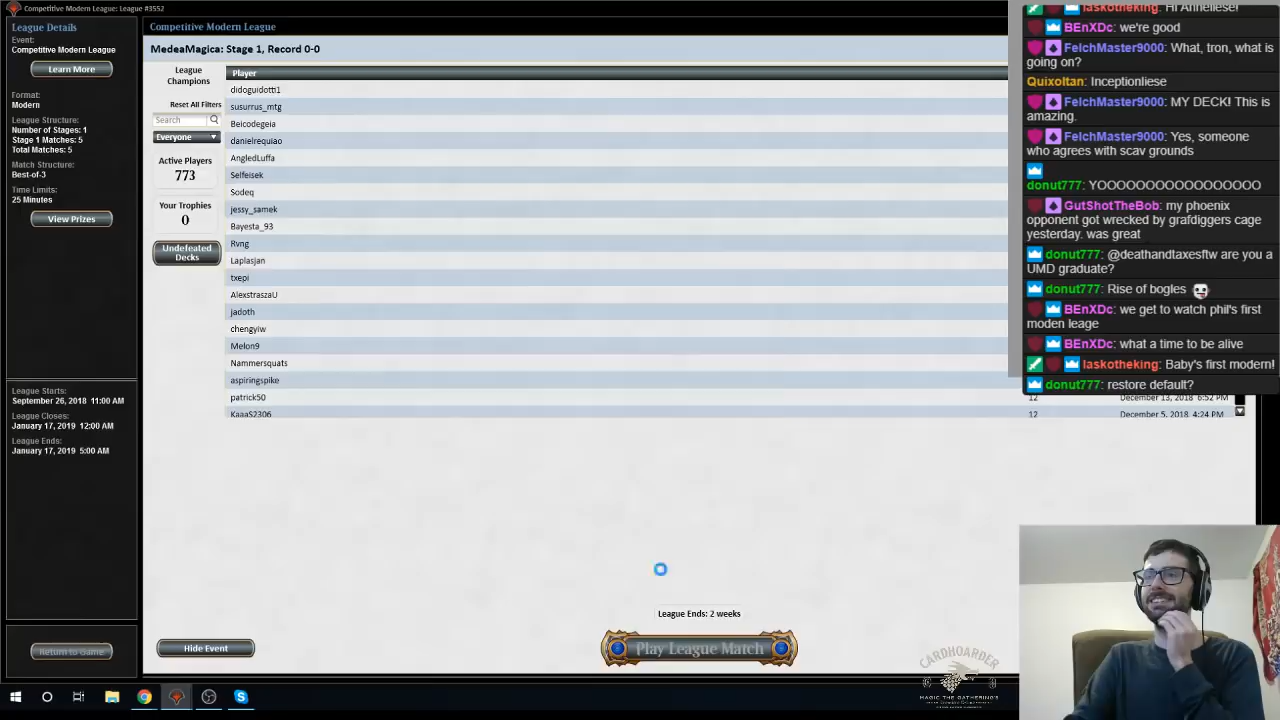 Competitive Modern League: League #3552
League Details
Event:
Competitive Modern League
Learn More
Format:
Modern
League Structure:
Number of Stages: 1
Stage 1 Matches: 5
Total Matches: 5
Match Structure:
Best-of-3
Time Limits:
25 Minutes
View Prizes
League Starts:
September 26, 2018 11:00 AM
League Closes:
January 17, 2019 12:00 AM
League Ends:
January 17, 2019 5:00 AM
Return to Game
Competitive Modern League
MedeaMagica: Stage 1, Record 0-0
League
Champions
Reset All Filters
Search
Everyone
Active Players
773
Your Trophies
0
Undefeated
Decks
Player
didoguidotti1
susurrus_mtg
Beicodegeia
danielrequiao
AngledLuffa
Selfeisek
Sodeq
jessy_samek
Bayesta_93
Rvng
Laplasjan
txepi
AlexstraszaU
jadoth
chengyiw
Melon9
Nammersquats
aspiringspike
patrick50
12 December 13, 2018 6:52 PM
KaaaS2306
12 December 5, 2018 4:24 PM
League Ends: 2 weeks
Hide Event
Play League Match
laskotheking: Hi Anneliese!
BEnXDc: we're good
FelchMaster9000: What, tron, what is
going on?
Quixoltan: Inceptionliese
FelchMaster9000: MY DECK! This is
amazing.
FelchMaster9000: Yes, someone
who agrees with scav grounds
donut777: YOOOOOOOOOOOOOOOOO
GutShotTheBob: my phoenix
opponent got wrecked by grafdiggers cage
yesterday. was great
donut777: @deathandtaxesftw are you a
UMD graduate?
donut777: Rise of bogles
BEnXDc: we get to watch phil's first
moden leage
BEnXDc: what a time to be alive
laskotheking: Baby's first modern!
donut777: restore default?
CARDHOARDER